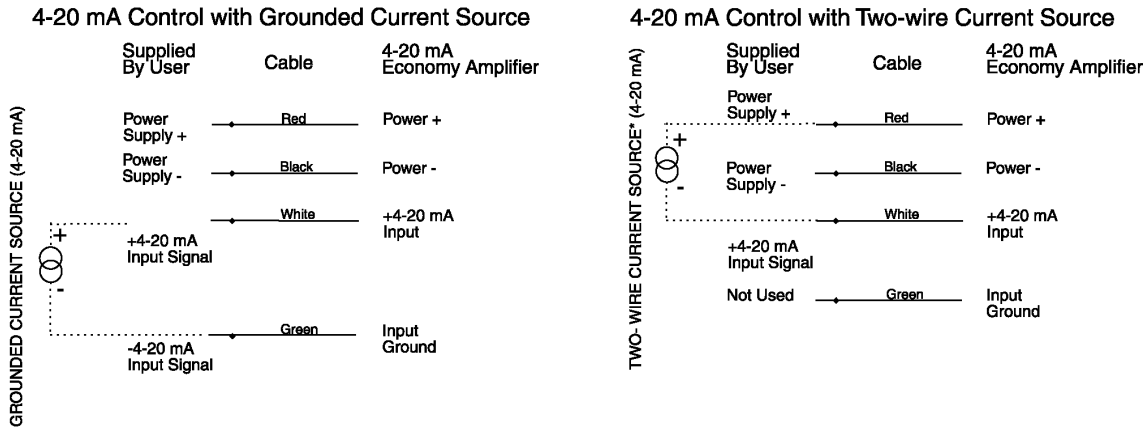 4-20 mA Control with Grounded Current Source
Supplied
By User
Cable
4-20 mA
Economy Amplifier
GROUNDED CURRENT SOURCE (4-20 mA)
Power
Supply +
Red
Power +
Power
Supply -
Black
Power -
White
+4-20 mA
Input
+
-
+4-20 mA
Input Signal
Green
Input
Ground
-4-20 mA
Input Signal
4-20 mA Control with Two-wire Current Source
Supplied
By User
Cable
4-20 mA
Economy Amplifier
TWO- WIRE CURRENT SOURCE* (4-20 mA)
Power
Supply +
Red
Power +
+
-
Power
Supply -
Black
Power -
White
+4-20 mA
Input
+4-20 mA
Input Signal
Not Used
Green
Input
Ground